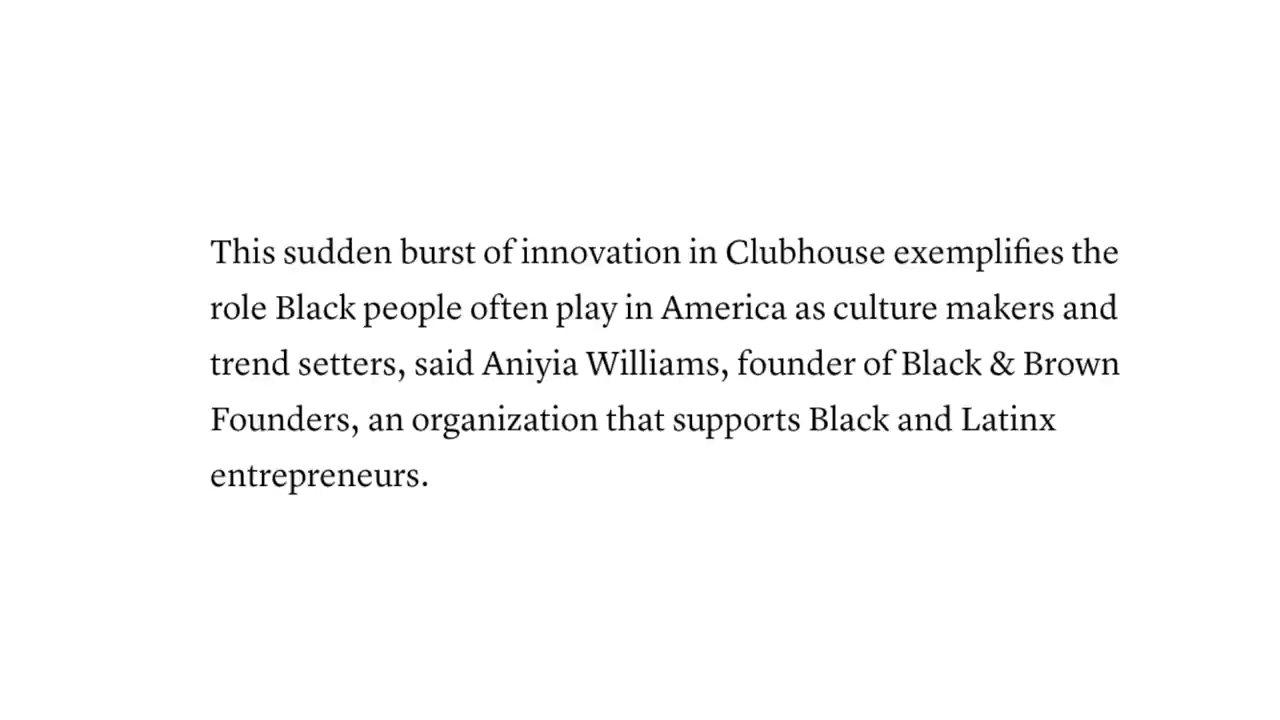 This sudden burst of innovation in Clubhouse exemplifies the
role Black people often play in America as culture makers and
trend setters, said Aniyia Williams, founder of Black & Brown
Founders, an organization that supports Black and Latinx
entrepreneurs.